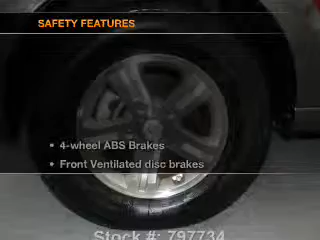 SAFETY FEATURES
• 4-wheel ABS Brakes
• Front Ventilated disc brakes
Stock #: 797734